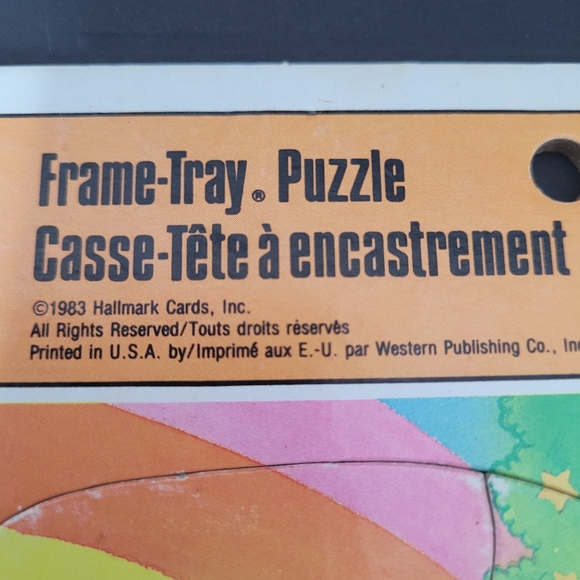 Frame-Tray® Puzzle
Casse-Tête à encastrement
©1983 Hallmark Cards, Inc.
All Rights Reserved/Touts droits réservés
Printed in U.S.A. by/Imprimé aux E.-U. par Western Publishing Co., Inc